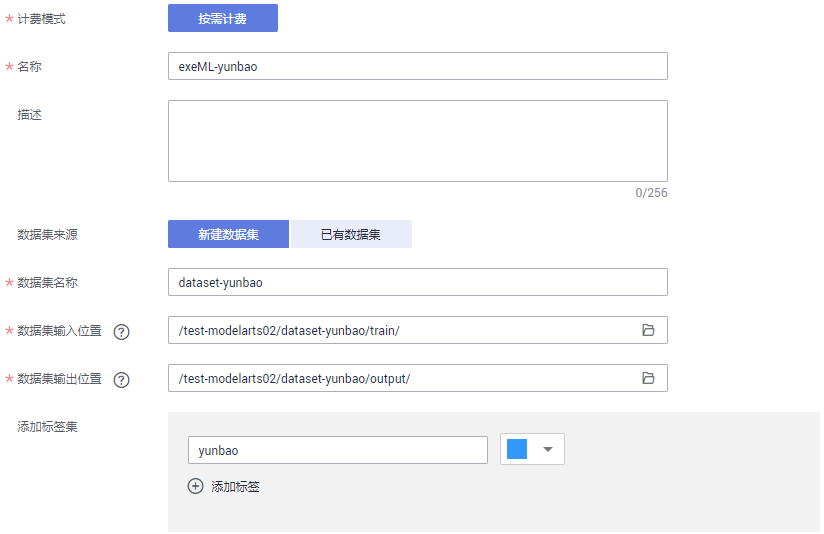 * 计费模式 按需计费
* 名称 exeML-yunbao
描述
0/256
数据集来源 新建数据集 已有数据集
* 数据集名称 dataset-yunbao
* 数据集输入位置 ? /test-modelarts02/dataset-yunbao/train/
* 数据集输出位置 ? /test-modelarts02/dataset-yunbao/output/
添加标签集
yunbao
添加标签